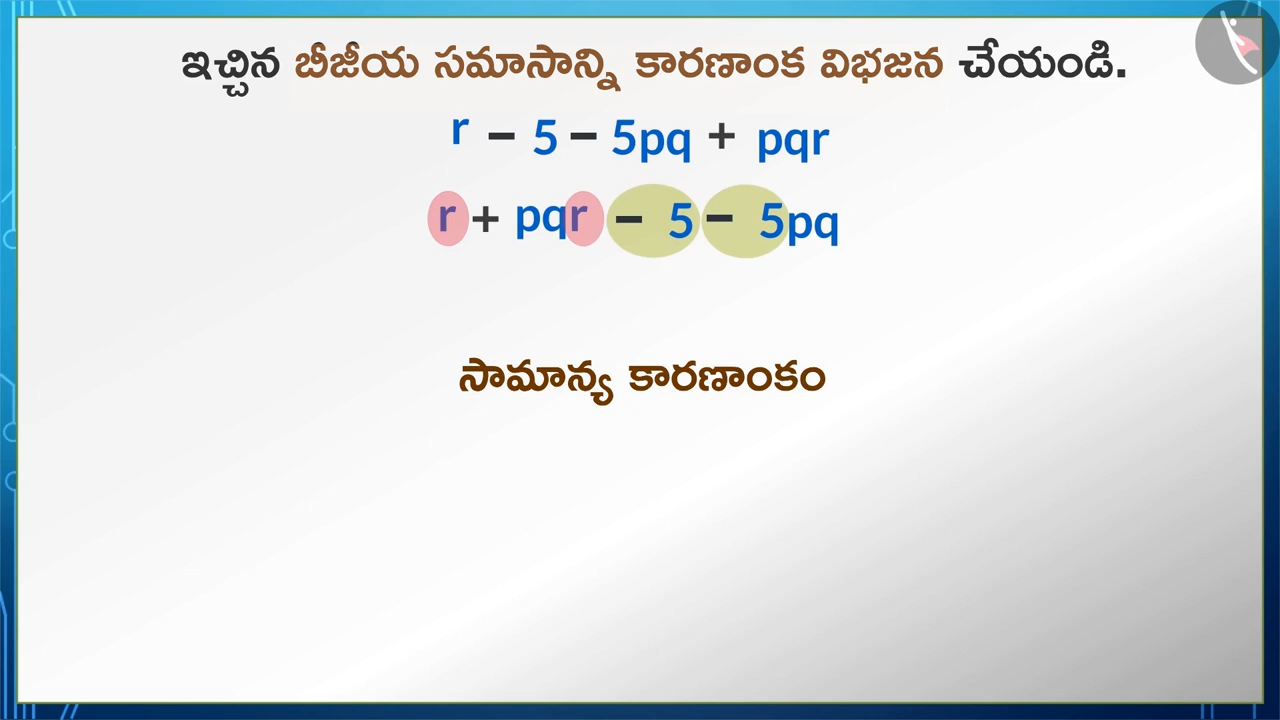 ఇచ్చిన బీజీయ సమాసాన్ని కారణాంక విభజన చేయండి.
r − 5 − 5pq + pqr
r + pqr − 5 − 5pq
సామాన్య కారణాంకం